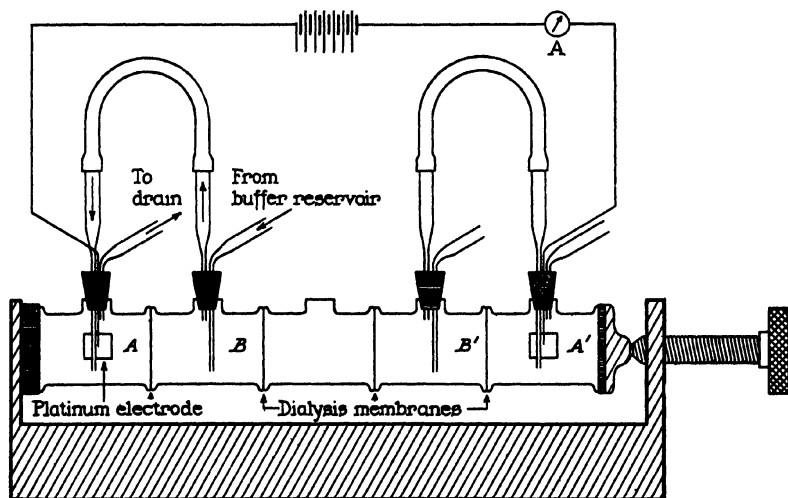 A
To
drain
From
buffer reservoir
A
B
B'
A'
Platinum electrode
Dialysis membranes